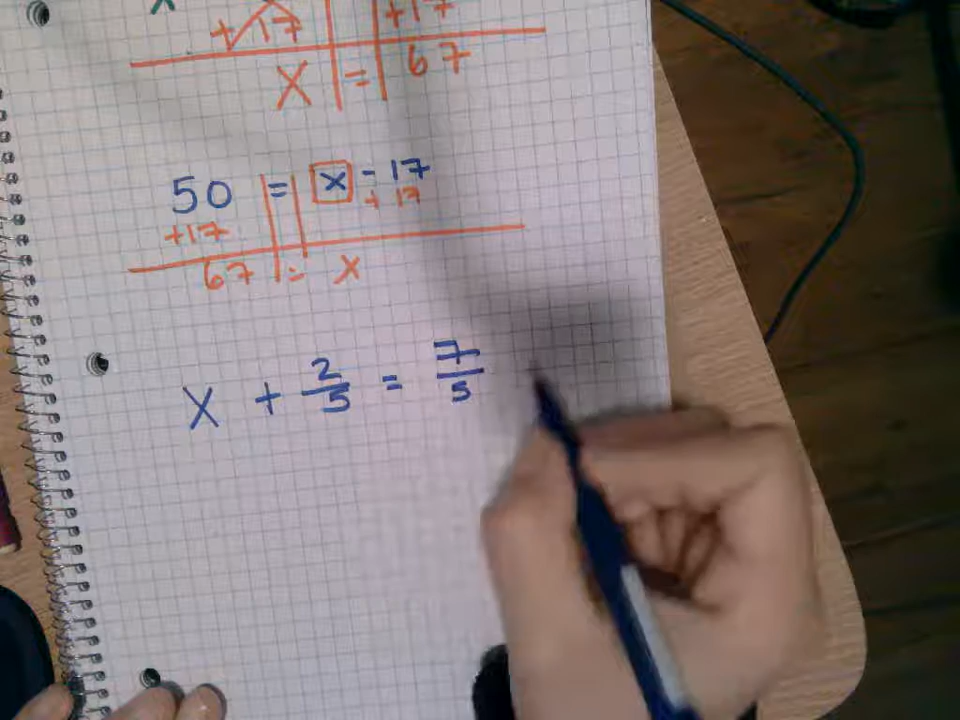 +17 +17
X = 67
50 = x - 17
+17 + 17
67 = x
X + 2/5 = 7/5